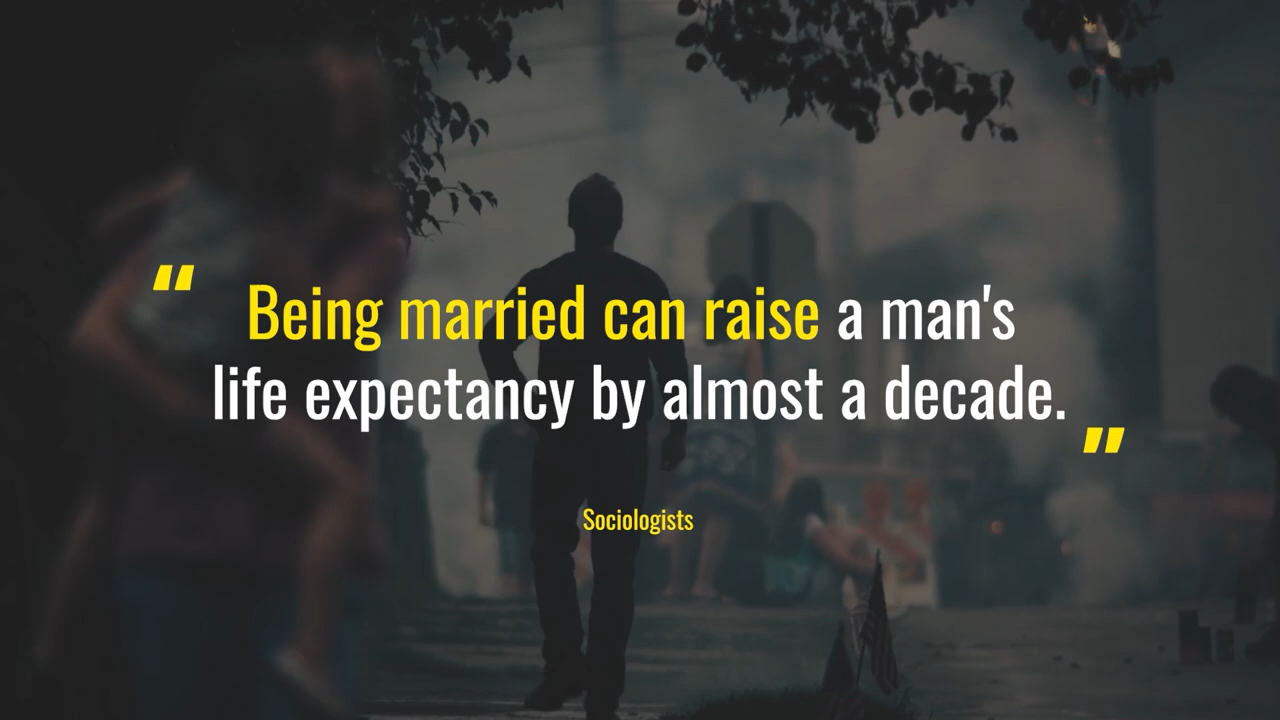 “ Being married can raise a man's
life expectancy by almost a decade. ”
Sociologists